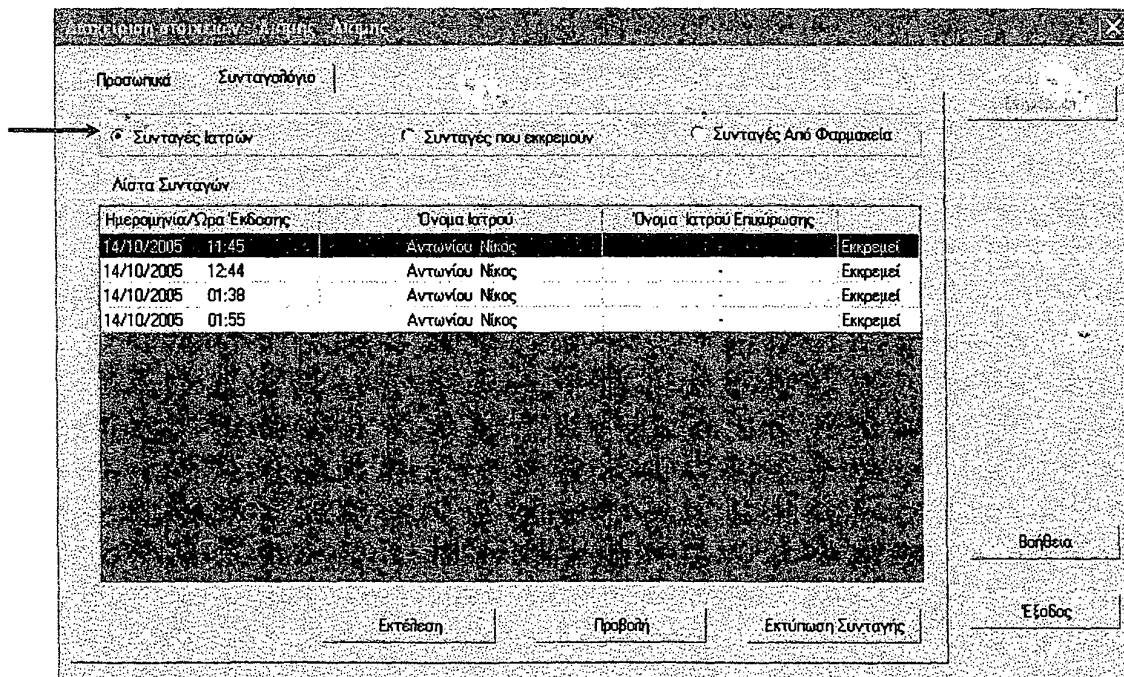 Διαχείριση στοιχείων
Προσωπικά Συνταγολόγιο
Συνταγές Ιατρών Συνταγές που εκκρεμούν Συνταγές Από Φαρμακεία
Λίστα Συνταγών
Ημερομηνία/Ώρα Έκδοσης Όνομα Ιατρού Όνομα Ιατρού Επικύρωσης
14/10/2005 11:45 Αντωνίου Νίκος - Εκκρεμεί
14/10/2005 12:44 Αντωνίου Νίκος - Εκκρεμεί
14/10/2005 01:38 Αντωνίου Νίκος - Εκκρεμεί
14/10/2005 01:55 Αντωνίου Νίκος - Εκκρεμεί
Βοήθεια
Εκτέλεση Προβολή Εκτύπωση Συνταγής Έξοδος